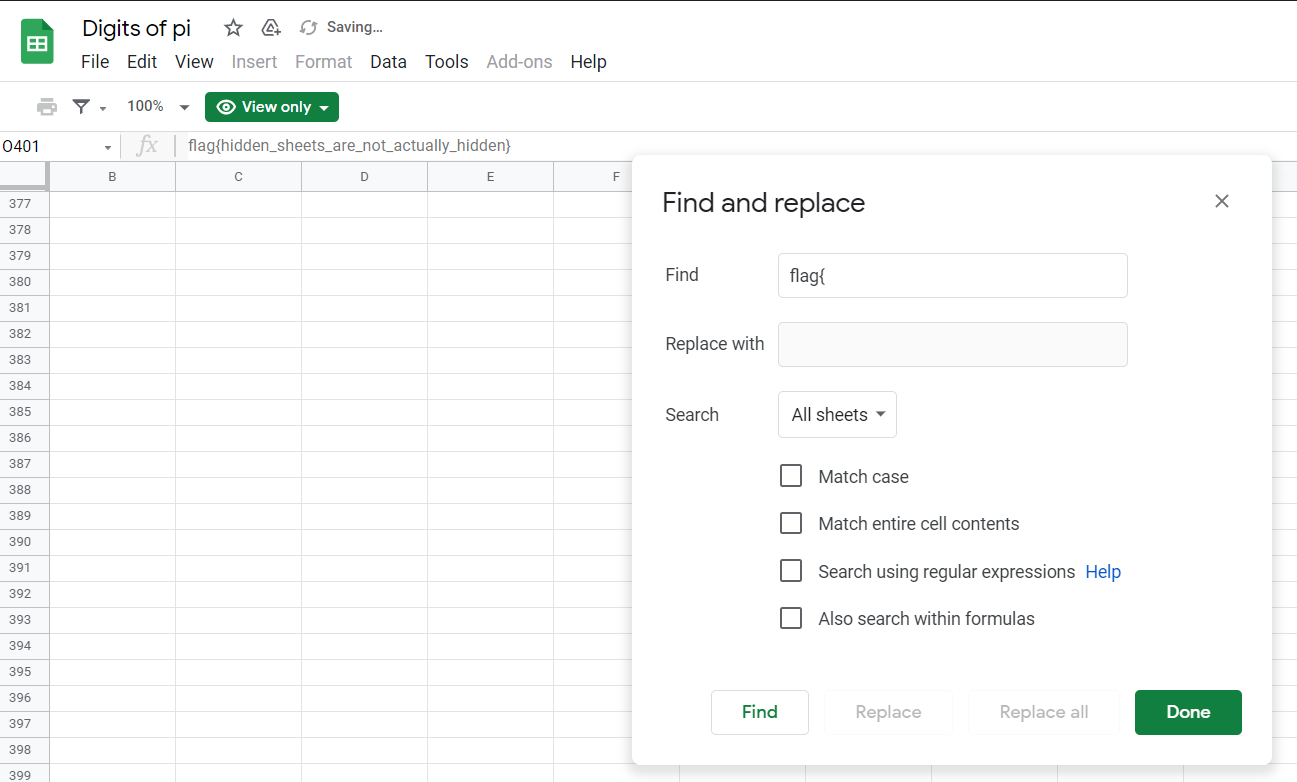 Digits of pi Saving...
File Edit View Insert Format Data Tools Add-ons Help
100% View only
O401 fx flag{hidden_sheets_are_not_actually_hidden}
B C D E F
377
378
379
380
381
382
383
384
385
386
387
388
389
390
391
392
393
394
395
396
397
398
399
Find and replace
Find flag{
Replace with
Search All sheets
Match case
Match entire cell contents
Search using regular expressions Help
Also search within formulas
Find Replace Replace all Done